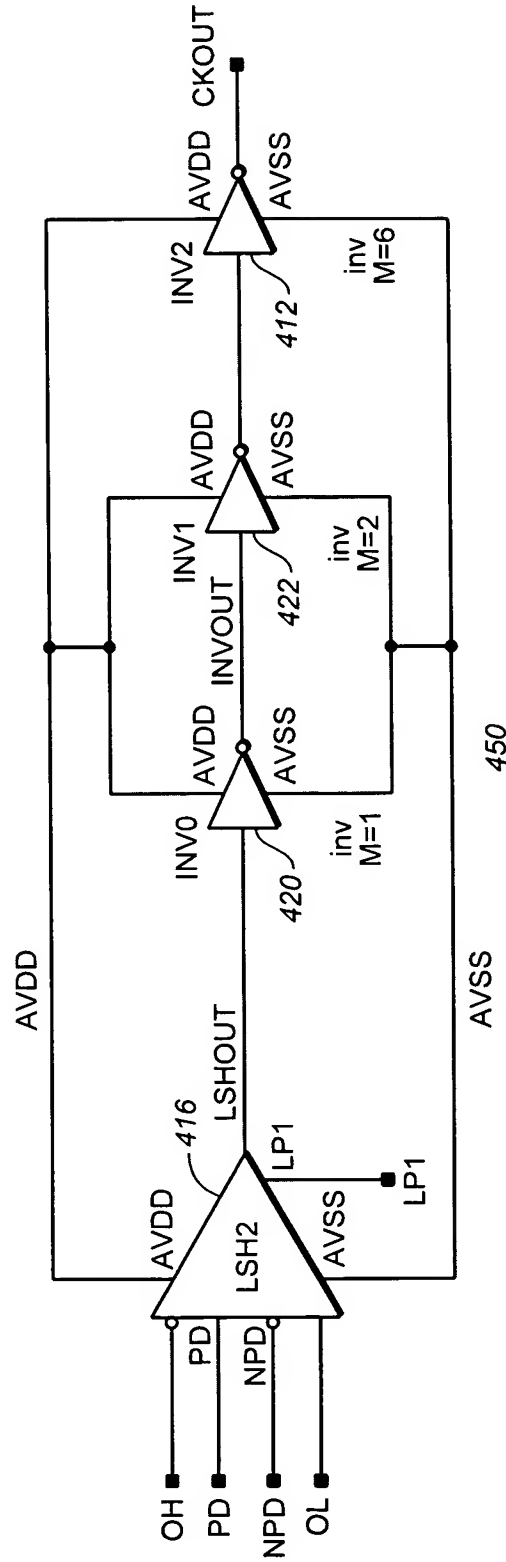 OH
PD
NPD
OL
PD
NPD
AVDD
LSH2
AVSS
416
LP1
LP1
AVDD
LSHOUT
AVSS
INV0
AVDD
AVSS
420
inv
M=1
INVOUT
450
INV1
AVDD
AVSS
422
inv
M=2
INV2
AVDD
AVSS
412
inv
M=6
CKOUT